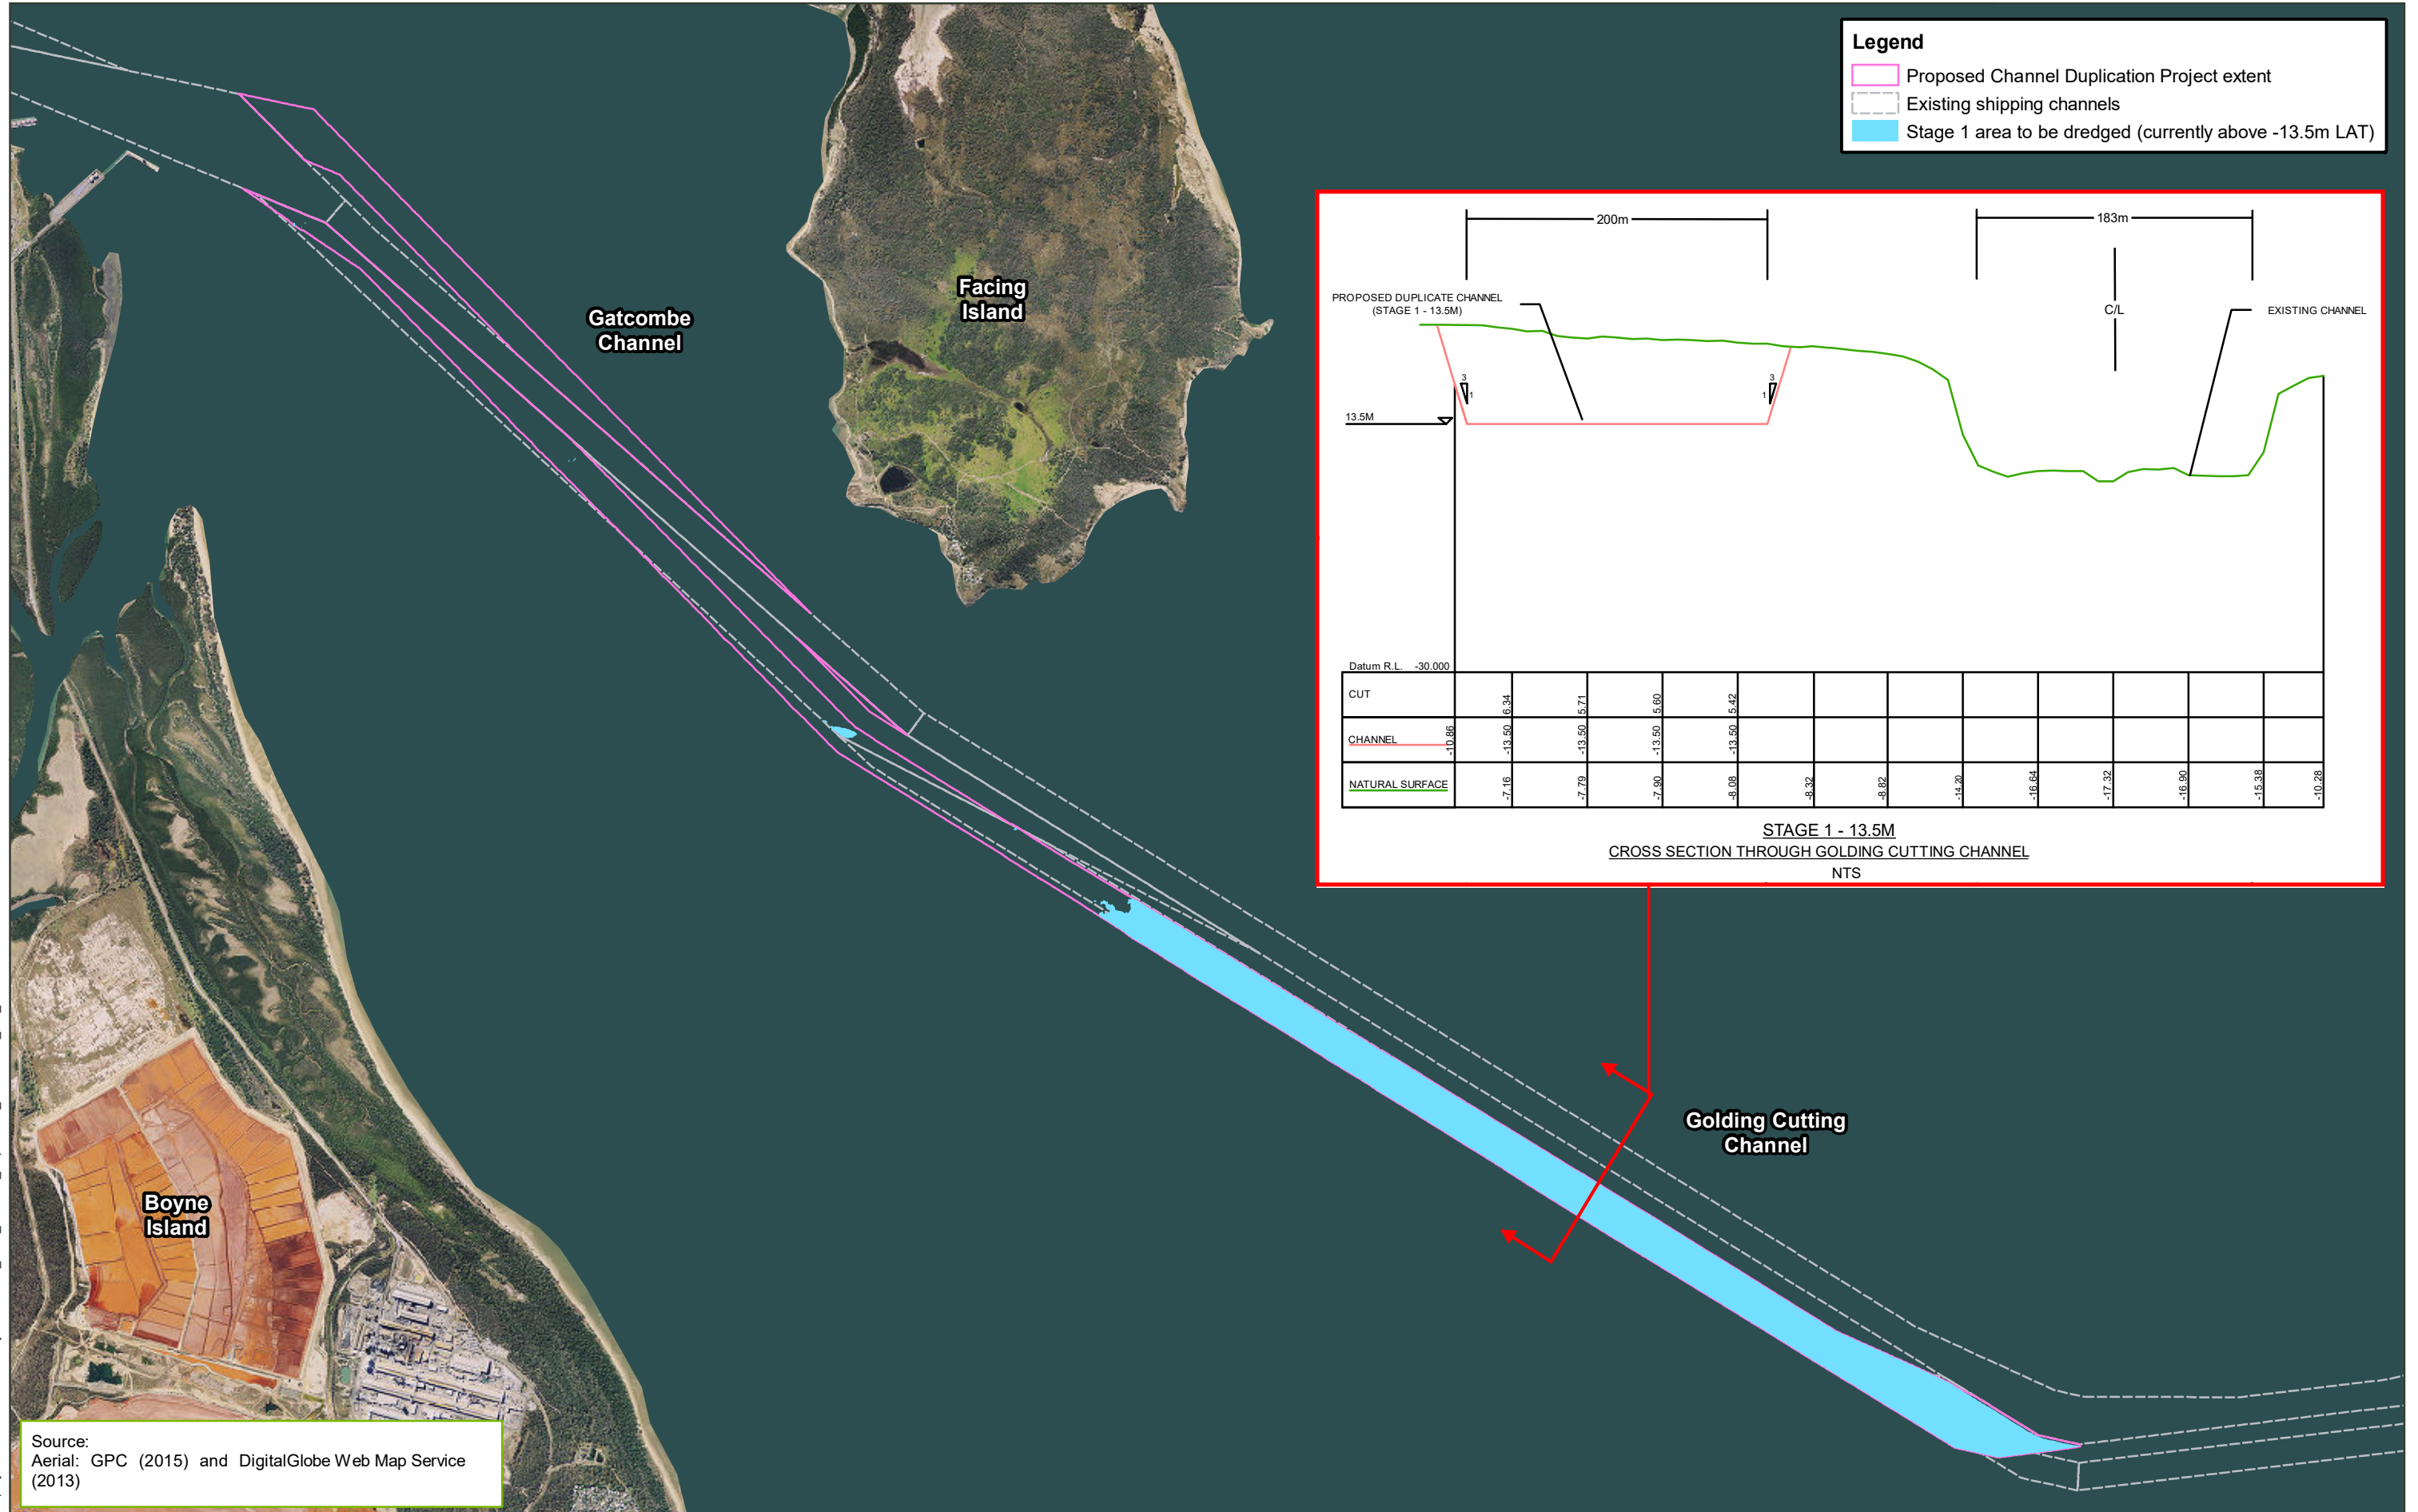 Legend
Proposed Channel Duplication Project extent
Existing shipping channels
Stage 1 area to be dredged (currently above -13.5m LAT)
Gatcombe
Channel
Facing
Island
200m
183m
PROPOSED DUPLICATE CHANNEL
(STAGE 1 - 13.5M)
C/L
EXISTING CHANNEL
3
1
3
1
13.5M
Datum R.L. -30.000
CUT 6.34 5.71 5.60 5.42
CHANNEL -10.86 -13.50 -13.50 -13.50 -13.50
NATURAL SURFACE -7.16 -7.79 -7.90 -8.08 -8.32 -8.82 -14.20 -16.64 -17.32 -16.90 -15.38 -10.28
STAGE 1 - 13.5M
CROSS SECTION THROUGH GOLDING CUTTING CHANNEL
NTS
Golding Cutting
Channel
Boyne
Island
Source:
Aerial: GPC (2015) and DigitalGlobe Web Map Service
(2013)